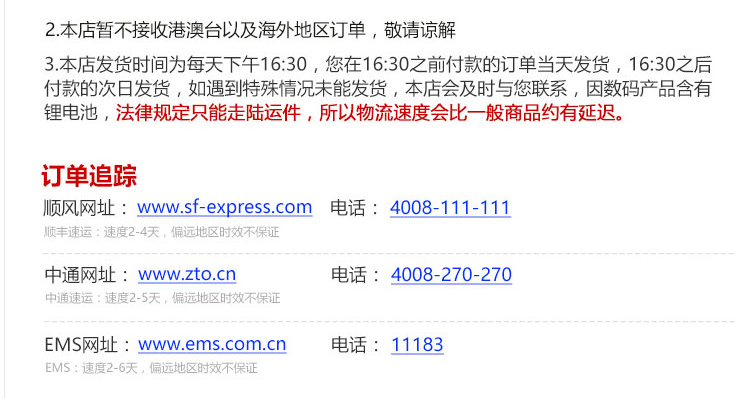 2.本店暂不接收港澳台以及海外地区订单，敬请谅解
3.本店发货时间为每天下午16:30，您在16:30之前付款的订单当天发货，16:30之后
付款的次日发货，如遇到特殊情况未能发货，本店会及时与您联系，因数码产品含有
锂电池，法律规定只能走陆运件，所以物流速度会比一般商品约有延迟。
订单追踪
顺风网址： www.sf-express.com 电话： 4008-111-111
顺丰速运：速度2-4天，偏远地区时效不保证
中通网址： www.zto.cn 电话： 4008-270-270
中通速运：速度2-5天，偏远地区时效不保证
EMS网址： www.ems.com.cn 电话： 11183
EMS：速度2-6天，偏远地区时效不保证